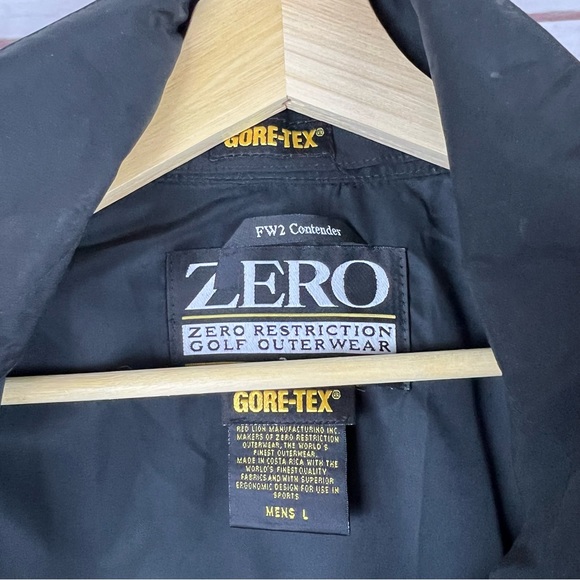 GORE-TEX®
FW2 Contender
ZERO
ZERO RESTRICTION
GOLF OUTERWEAR
GORE-TEX®
RED LION MANUFACTURING INC.
MAKERS OF ZERO RESTRICTION
OUTERWEAR, THE WORLD'S
FINEST OUTERWEAR.
MADE IN COSTA RICA WITH THE
WORLD'S FINEST QUALITY
FABRICS AND WITH SUPERIOR
ERGONOMIC DESIGN FOR USE IN
SPORTS
MENS L